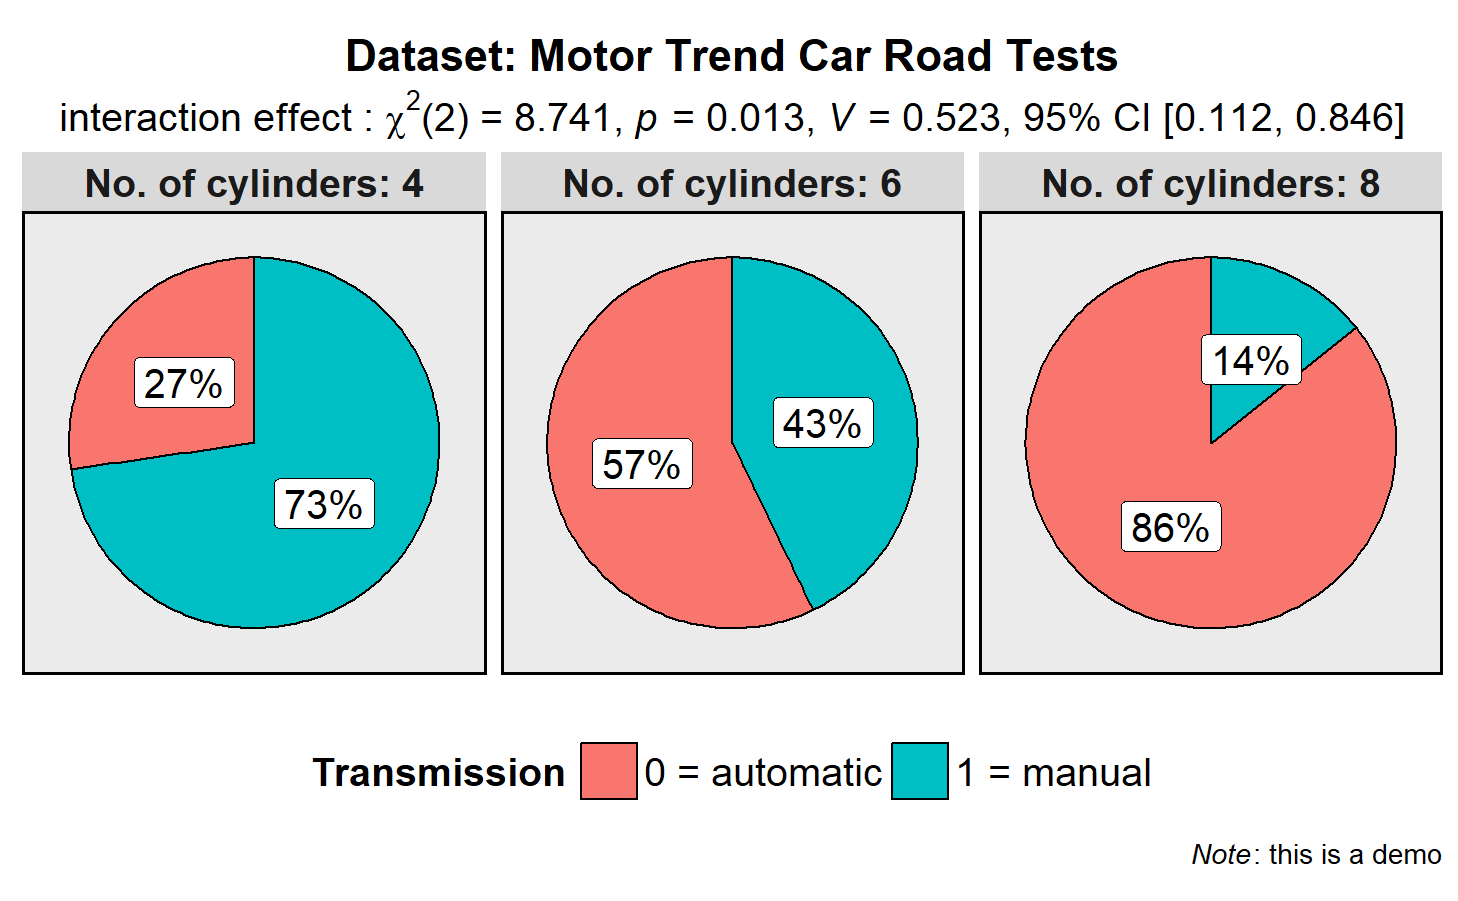 Dataset: Motor Trend Car Road Tests
interaction effect : χ²(2) = 8.741, p = 0.013, V = 0.523, 95% CI [0.112, 0.846]
No. of cylinders: 4
No. of cylinders: 6
No. of cylinders: 8
27%
73%
57%
43%
14%
86%
Transmission 0 = automatic 1 = manual
Note: this is a demo